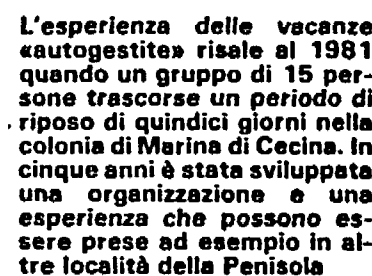 L'esperienza delle vacanze
«autogestite» risale al 1981
quando un gruppo di 15 per-
sone trascorse un periodo di
riposo di quindici giorni nella
colonia di Marina di Cecina. In
cinque anni è stata sviluppata
una organizzazione e una
esperienza che possono es-
sere prese ad esempio in al-
tre località della Penisola